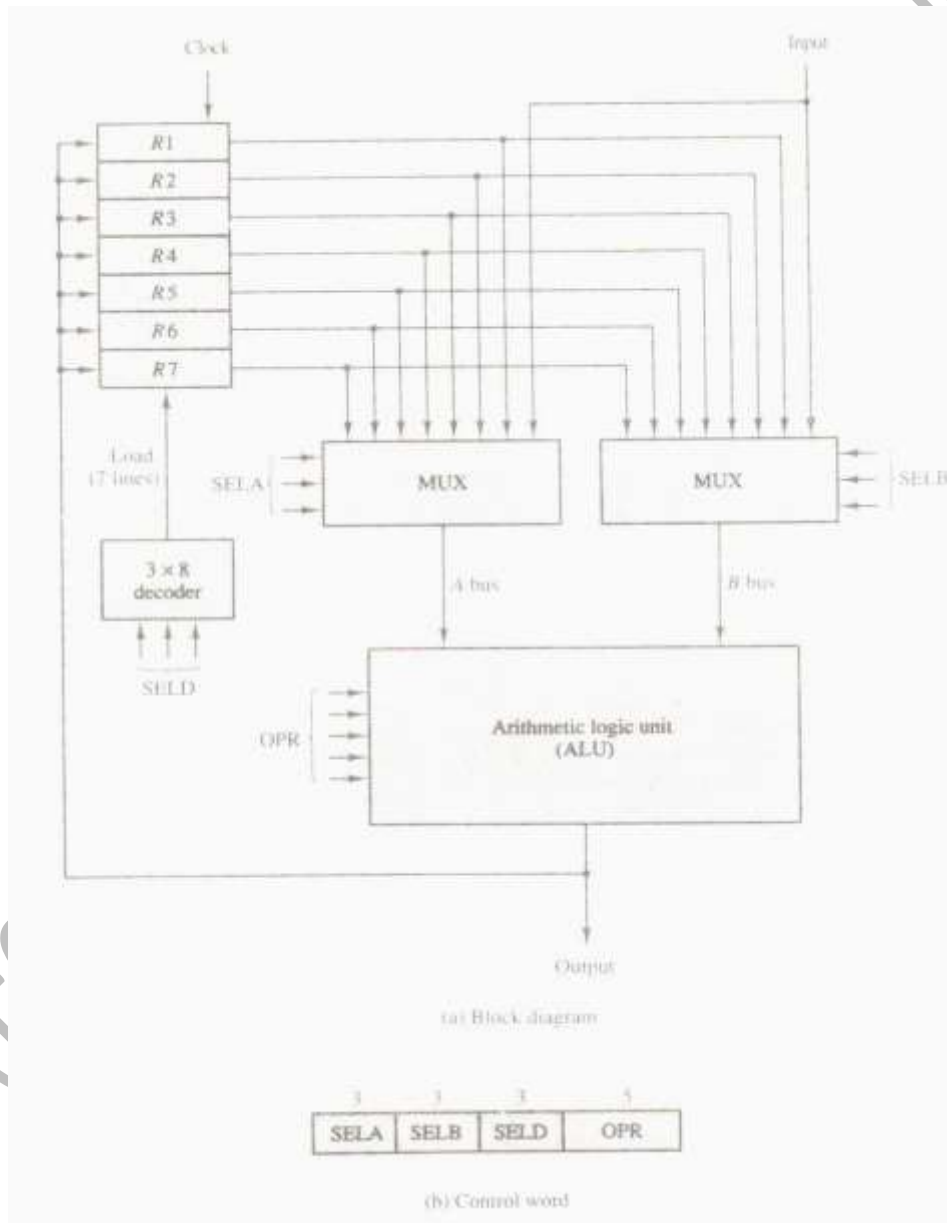 Clock
Input
R1
R2
R3
R4
R5
R6
R7
Load
(7 lines)
SELA
MUX
MUX
SELB
3 × 8
decoder
A bus
B bus
SELD
OPR
Arithmetic logic unit
(ALU)
Output
(a) Block diagram
3 3 3 5
SELA SELB SELD OPR
(b) Control word